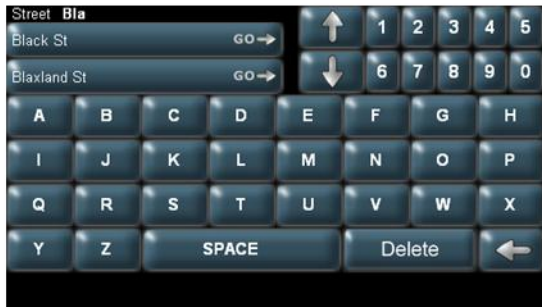 Street Bla
Black St GO
Blaxland St GO
1 2 3 4 5
6 7 8 9 0
A B C D E F G H
I J K L M N O P
Q R S T U V W X
Y Z SPACE Delete